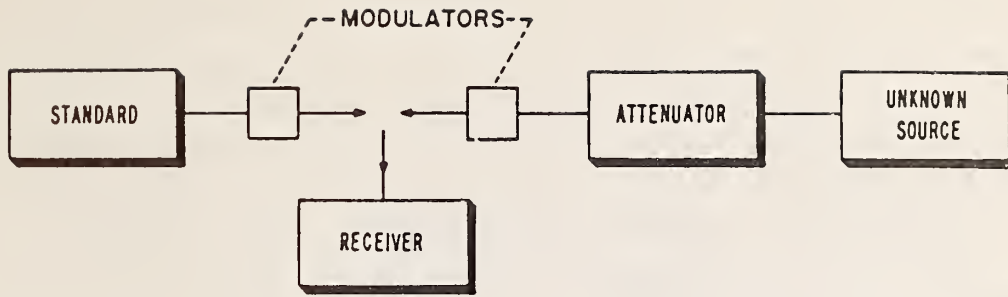 MODULATORS
STANDARD
ATTENUATOR
UNKNOWN
SOURCE
RECEIVER